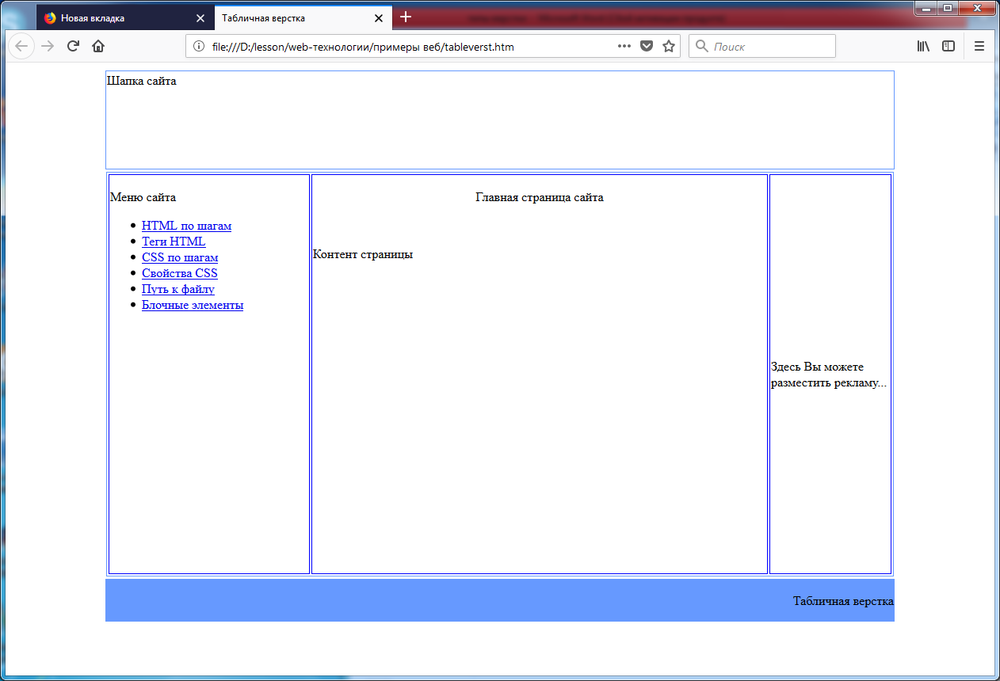 Новая вкладка
Табличная верстка
file:///D:/lesson/web-технологии/примеры веб/tableverst.htm
Поиск
Шапка сайта
Меню сайта
HTML по шагам
Теги HTML
CSS по шагам
Свойства CSS
Путь к файлу
Блочные элементы
Главная страница сайта
Контент страницы
Здесь Вы можете
разместить рекламу...
Табличная верстка